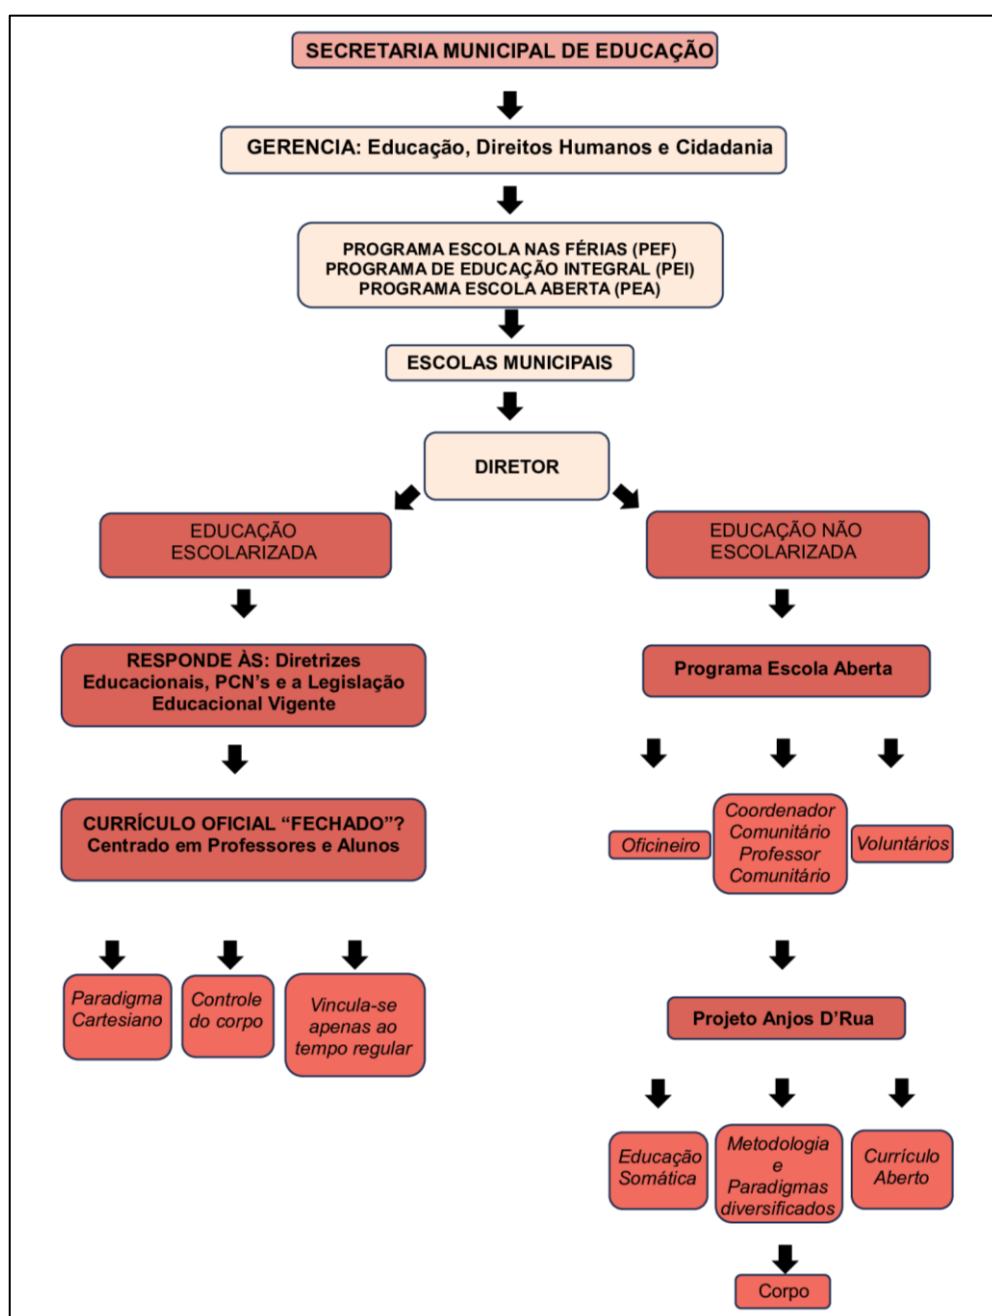 SECRETARIA MUNICIPAL DE EDUCAÇÃO
GERENCIA: Educação, Direitos Humanos e Cidadania
PROGRAMA ESCOLA NAS FÉRIAS (PEF)
PROGRAMA DE EDUCAÇÃO INTEGRAL (PEI)
PROGRAMA ESCOLA ABERTA (PEA)
ESCOLAS MUNICIPAIS
DIRETOR
EDUCAÇÃO
ESCOLARIZADA
RESPONDE ÀS: Diretrizes
Educacionais, PCN's e a Legislação
Educacional Vigente
CURRÍCULO OFICIAL “FECHADO”?
Centrado em Professores e Alunos
Paradigma
Cartesiano
Controle
do corpo
Vincula-se
apenas ao
tempo regular
EDUCAÇÃO NÃO
ESCOLARIZADA
Programa Escola Aberta
Oficineiro
Coordenador
Comunitário
Professor
Comunitário
Voluntários
Projeto Anjos D’Rua
Educação
Somática
Metodologia
e
Paradigmas
diversificados
Currículo
Aberto
Corpo